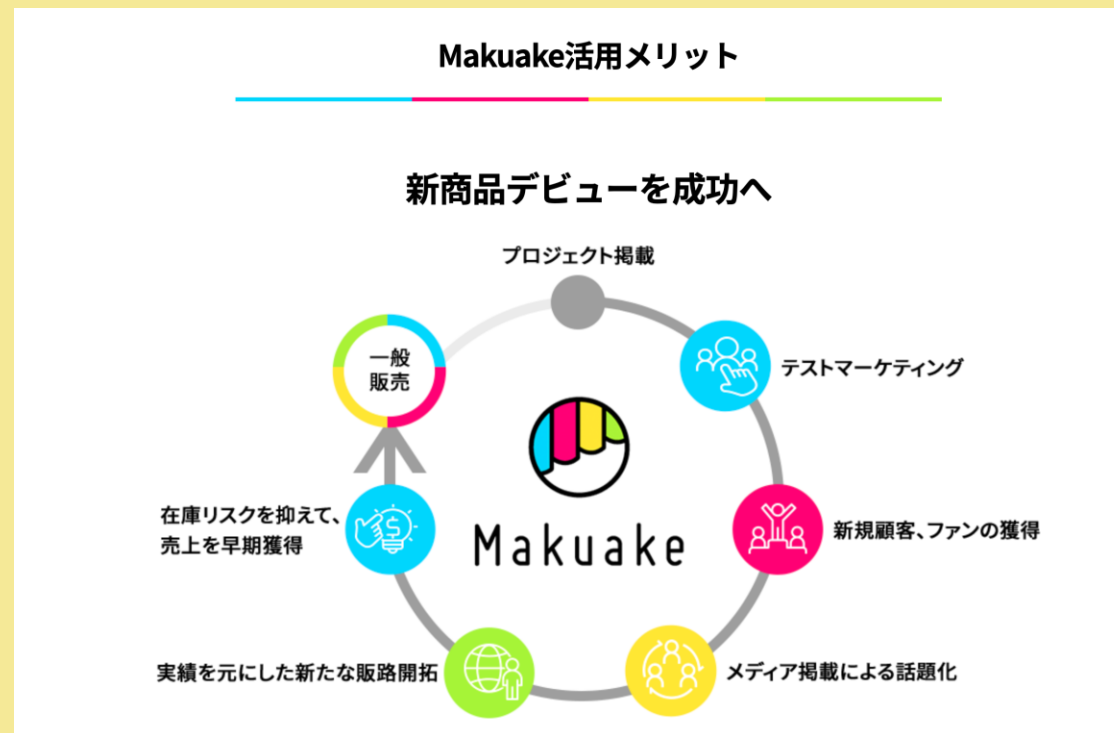 Makuake活用メリット
新商品デビューを成功へ
プロジェクト掲載
テストマーケティング
新規顧客、ファンの獲得
メディア掲載による話題化
実績を元にした新たな販路開拓
在庫リスクを抑えて、
売上を早期獲得
一般
販売
Makuake